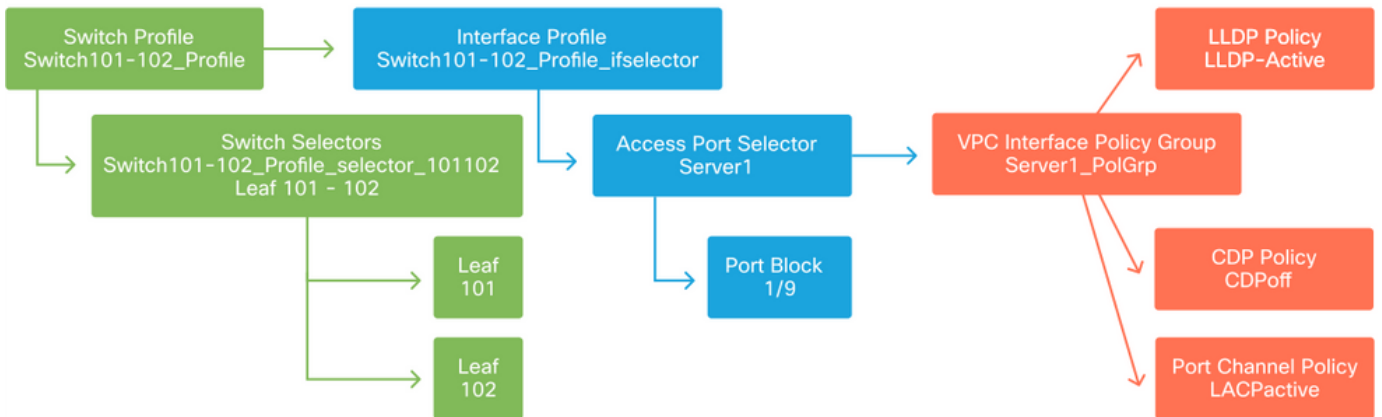 Switch Profile
Switch101-102_Profile
Interface Profile
Switch101-102_Profile_ifselector
LLDP Policy
LLDP-Active
Switch Selectors
Switch101-102_Profile_selector_101102
Leaf 101 - 102
Access Port Selector
Server1
VPC Interface Policy Group
Server1_PolGrp
Leaf
101
Port Block
1/9
CDP Policy
CDPoff
Leaf
102
Port Channel Policy
LACPactive